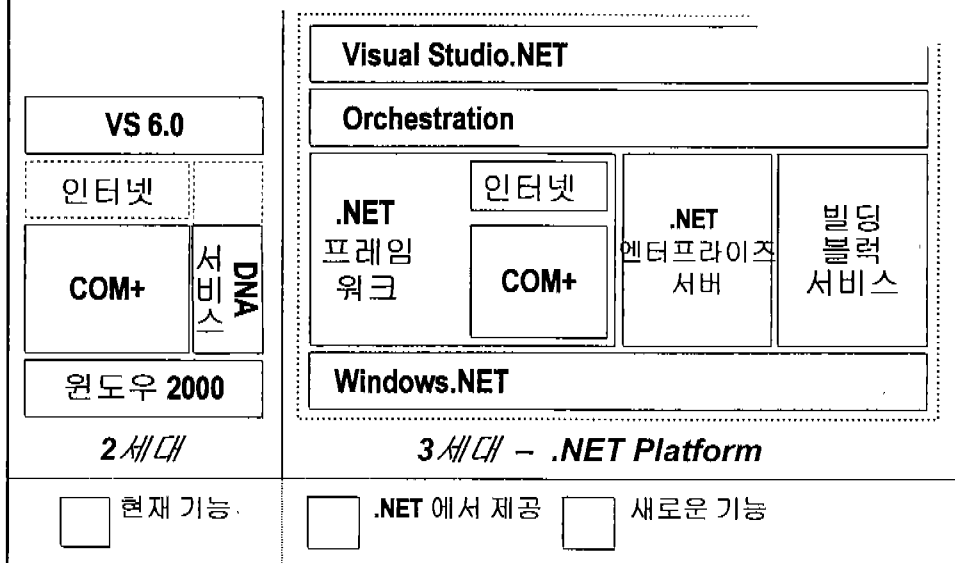 VS 6.0
인터넷
COM+
DNA
서비스
윈도우 2000
2세대
Visual Studio.NET
Orchestration
.NET
프레임
워크
인터넷
COM+
.NET
엔터프라이즈
서버
빌딩
블럭
서비스
Windows.NET
3세대 – .NET Platform
현재 기능
.NET 에서 제공
새로운 기능